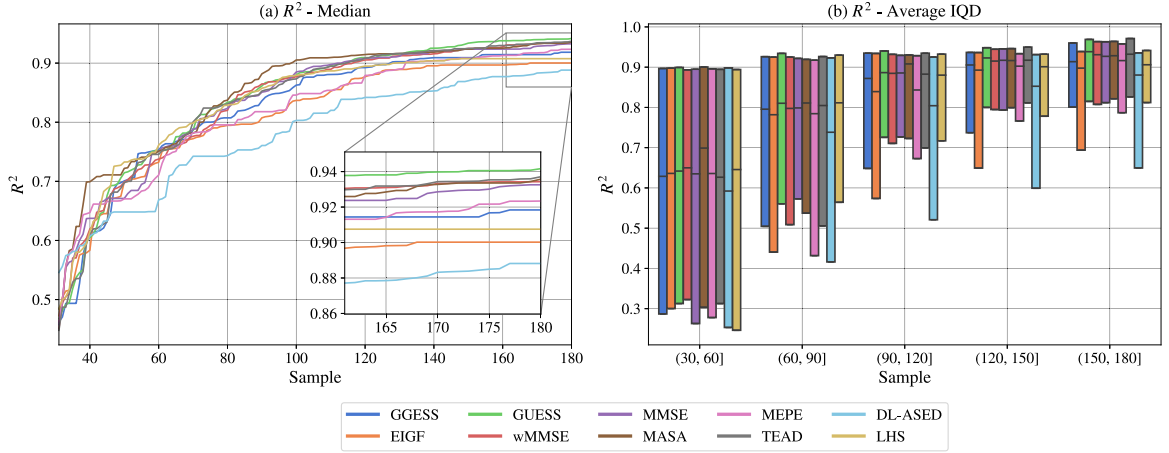 (a) R² - Median
(b) R² - Average IQD
R²
0.9
0.8
0.7
0.6
0.5
40
60
80
100
120
140
160
180
Sample
0.94
0.92
0.90
0.88
0.86
165
170
175
180
R²
1.0
0.9
0.8
0.7
0.6
0.5
0.4
0.3
(30, 60]
(60, 90]
(90, 120]
(120, 150]
(150, 180]
Sample
GGESS
GUESS
MMSE
MEPE
DL-ASED
EIGF
wMMSE
MASA
TEAD
LHS